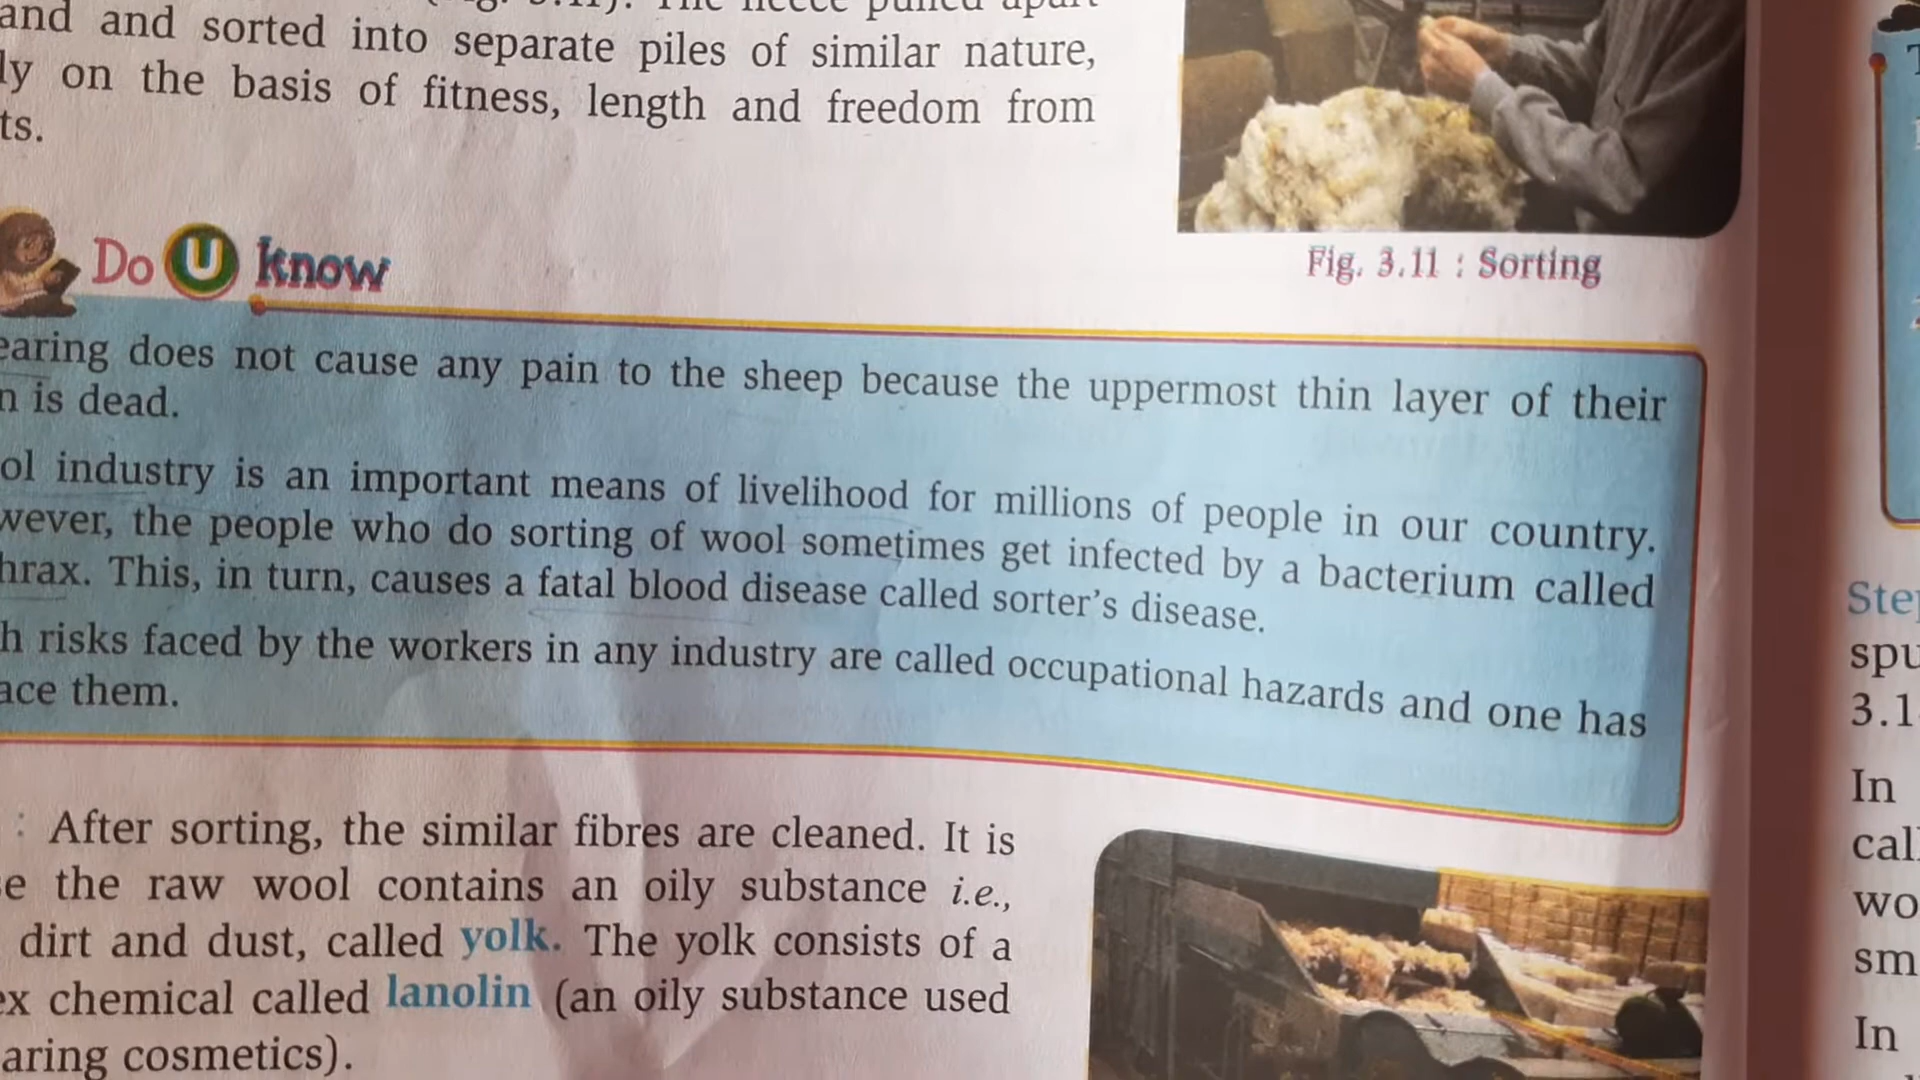 and and sorted into separate piles of similar nature,
ly on the basis of fitness, length and freedom from
ts.
Fig. 3.11 : Sorting
Do U know
earing does not cause any pain to the sheep because the uppermost thin layer of their
n is dead.
ol industry is an important means of livelihood for millions of people in our country.
wever, the people who do sorting of wool sometimes get infected by a bacterium called
hrax. This, in turn, causes a fatal blood disease called sorter's disease.
h risks faced by the workers in any industry are called occupational hazards and one has
ace them.
: After sorting, the similar fibres are cleaned. It is
e the raw wool contains an oily substance i.e.,
dirt and dust, called yolk. The yolk consists of a
ex chemical called lanolin (an oily substance used
aring cosmetics).
Step
spu
3.1
In
call
wo
sm
In